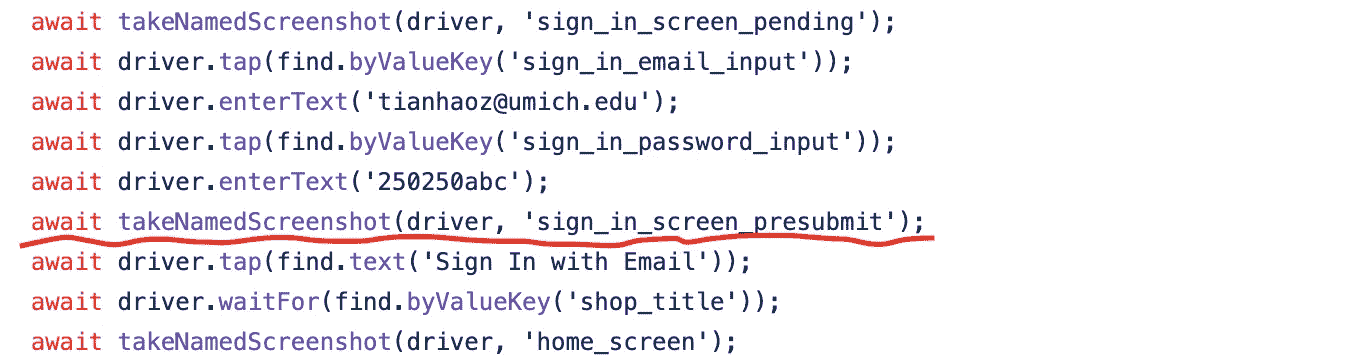 await takeNamedScreenshot(driver, 'sign_in_screen_pending');
await driver.tap(find.byValueKey('sign_in_email_input'));
await driver.enterText('tianhaoz@umich.edu');
await driver.tap(find.byValueKey('sign_in_password_input'));
await driver.enterText('250250abc');
await takeNamedScreenshot(driver, 'sign_in_screen_presubmit');
await driver.tap(find.text('Sign In with Email'));
await driver.waitFor(find.byValueKey('shop_title'));
await takeNamedScreenshot(driver, 'home_screen');